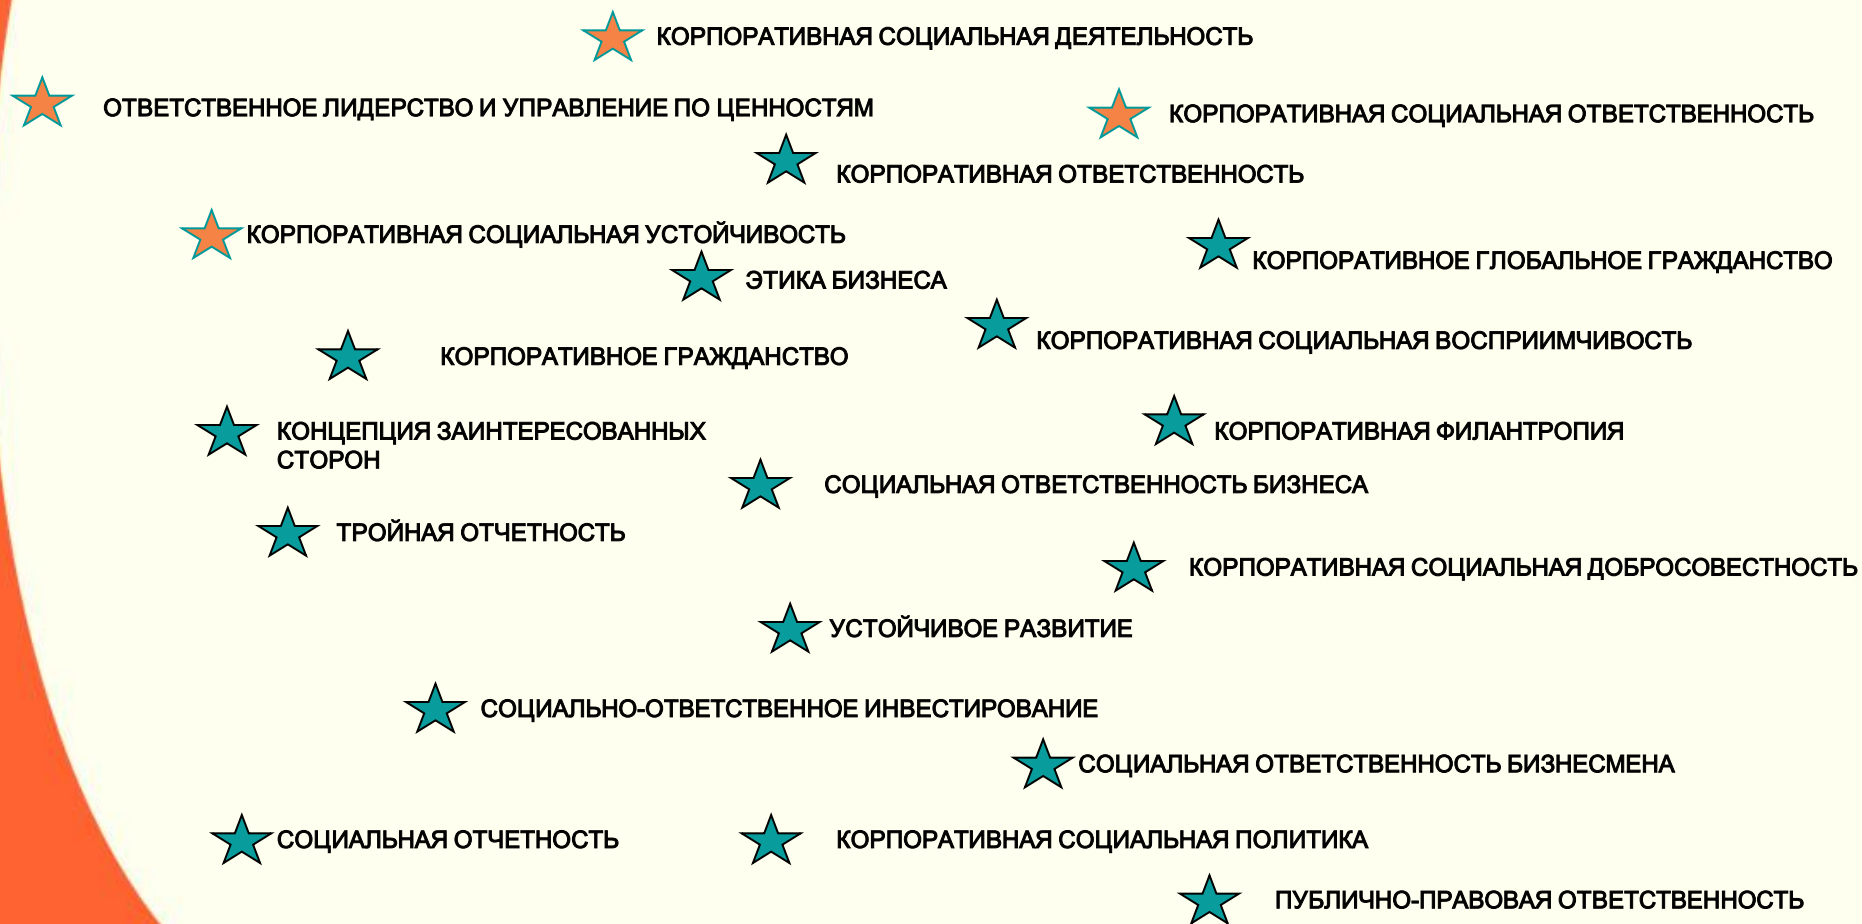 КОРПОРАТИВНАЯ СОЦИАЛЬНАЯ ДЕЯТЕЛЬНОСТЬ
ОТВЕТСТВЕННОЕ ЛИДЕРСТВО И УПРАВЛЕНИЕ ПО ЦЕННОСТЯМ
КОРПОРАТИВНАЯ СОЦИАЛЬНАЯ ОТВЕТСТВЕННОСТЬ
КОРПОРАТИВНАЯ ОТВЕТСТВЕННОСТЬ
КОРПОРАТИВНАЯ СОЦИАЛЬНАЯ УСТОЙЧИВОСТЬ
КОРПОРАТИВНОЕ ГЛОБАЛЬНОЕ ГРАЖДАНСТВО
ЭТИКА БИЗНЕСА
КОРПОРАТИВНАЯ СОЦИАЛЬНАЯ ВОСПРИИМЧИВОСТЬ
КОРПОРАТИВНОЕ ГРАЖДАНСТВО
КОНЦЕПЦИЯ ЗАИНТЕРЕСОВАННЫХ
СТОРОН
КОРПОРАТИВНАЯ ФИЛАНТРОПИЯ
СОЦИАЛЬНАЯ ОТВЕТСТВЕННОСТЬ БИЗНЕСА
ТРОЙНАЯ ОТЧЕТНОСТЬ
КОРПОРАТИВНАЯ СОЦИАЛЬНАЯ ДОБРОСОВЕСТНОСТЬ
УСТОЙЧИВОЕ РАЗВИТИЕ
СОЦИАЛЬНО-ОТВЕТСТВЕННОЕ ИНВЕСТИРОВАНИЕ
СОЦИАЛЬНАЯ ОТВЕТСТВЕННОСТЬ БИЗНЕСМЕНА
СОЦИАЛЬНАЯ ОТЧЕТНОСТЬ
КОРПОРАТИВНАЯ СОЦИАЛЬНАЯ ПОЛИТИКА
ПУБЛИЧНО-ПРАВОВАЯ ОТВЕТСТВЕННОСТЬ